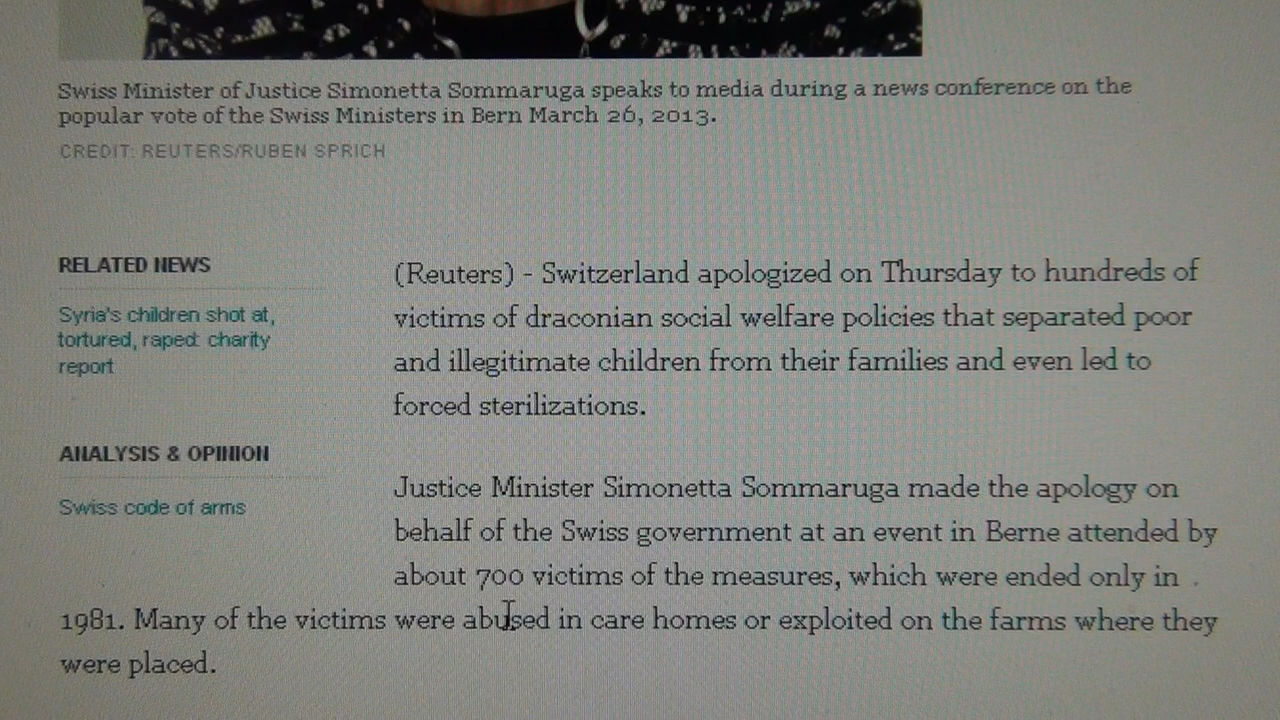 Swiss Minister of Justice Simonetta Sommaruga speaks to media during a news conference on the
popular vote of the Swiss Ministers in Bern March 26, 2013.
CREDIT: REUTERS/RUBEN SPRICH
RELATED NEWS
Syria's children shot at,
tortured, raped: charity
report
ANALYSIS & OPINION
Swiss code of arms
(Reuters) - Switzerland apologized on Thursday to hundreds of
victims of draconian social welfare policies that separated poor
and illegitimate children from their families and even led to
forced sterilizations.
Justice Minister Simonetta Sommaruga made the apology on
behalf of the Swiss government at an event in Berne attended by
about 700 victims of the measures, which were ended only in
1981. Many of the victims were abused in care homes or exploited on the farms where they
were placed.